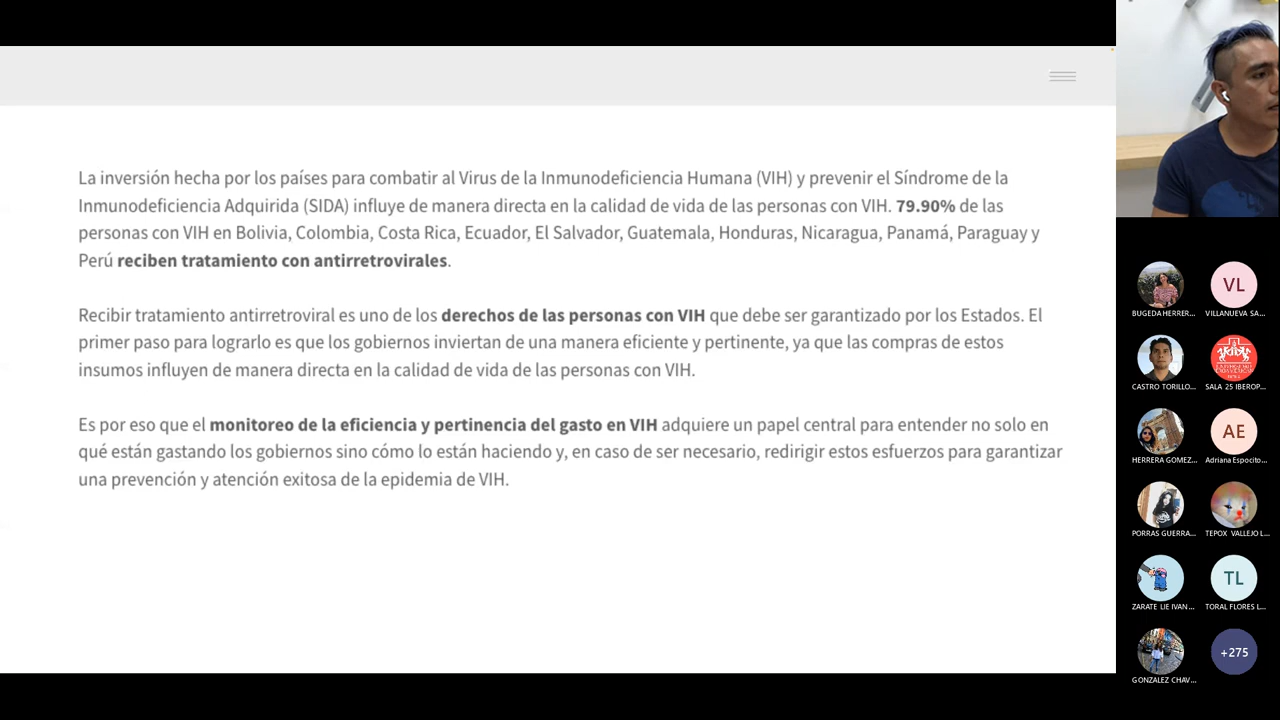 La inversión hecha por los países para combatir al Virus de la Inmunodeficiencia Humana (VIH) y prevenir el Síndrome de la
Inmunodeficiencia Adquirida (SIDA) influye de manera directa en la calidad de vida de las personas con VIH. 79.90% de las
personas con VIH en Bolivia, Colombia, Costa Rica, Ecuador, El Salvador, Guatemala, Honduras, Nicaragua, Panamá, Paraguay y
Perú reciben tratamiento con antirretrovirales.
Recibir tratamiento antirretroviral es uno de los derechos de las personas con VIH que debe ser garantizado por los Estados. El
primer paso para lograrlo es que los gobiernos inviertan de una manera eficiente y pertinente, ya que las compras de estos
insumos influyen de manera directa en la calidad de vida de las personas con VIH.
Es por eso que el monitoreo de la eficiencia y pertinencia del gasto en VIH adquiere un papel central para entender no solo en
qué están gastando los gobiernos sino cómo lo están haciendo y, en caso de ser necesario, redirigir estos esfuerzos para garantizar
una prevención y atención exitosa de la epidemia de VIH.
VL
BUGEDA HERRER... VILLANUEVA SA...
CASTRO TORILLO... SALA 25 IBEROP...
AE
HERRERA GOMEZ... Adriana Espocito...
PORRAS GUERRA... TEPOX VALLEJO L...
TL
ZARATE LIE IVAN... TORAL FLORES L...
+275
GONZALEZ CHAV...